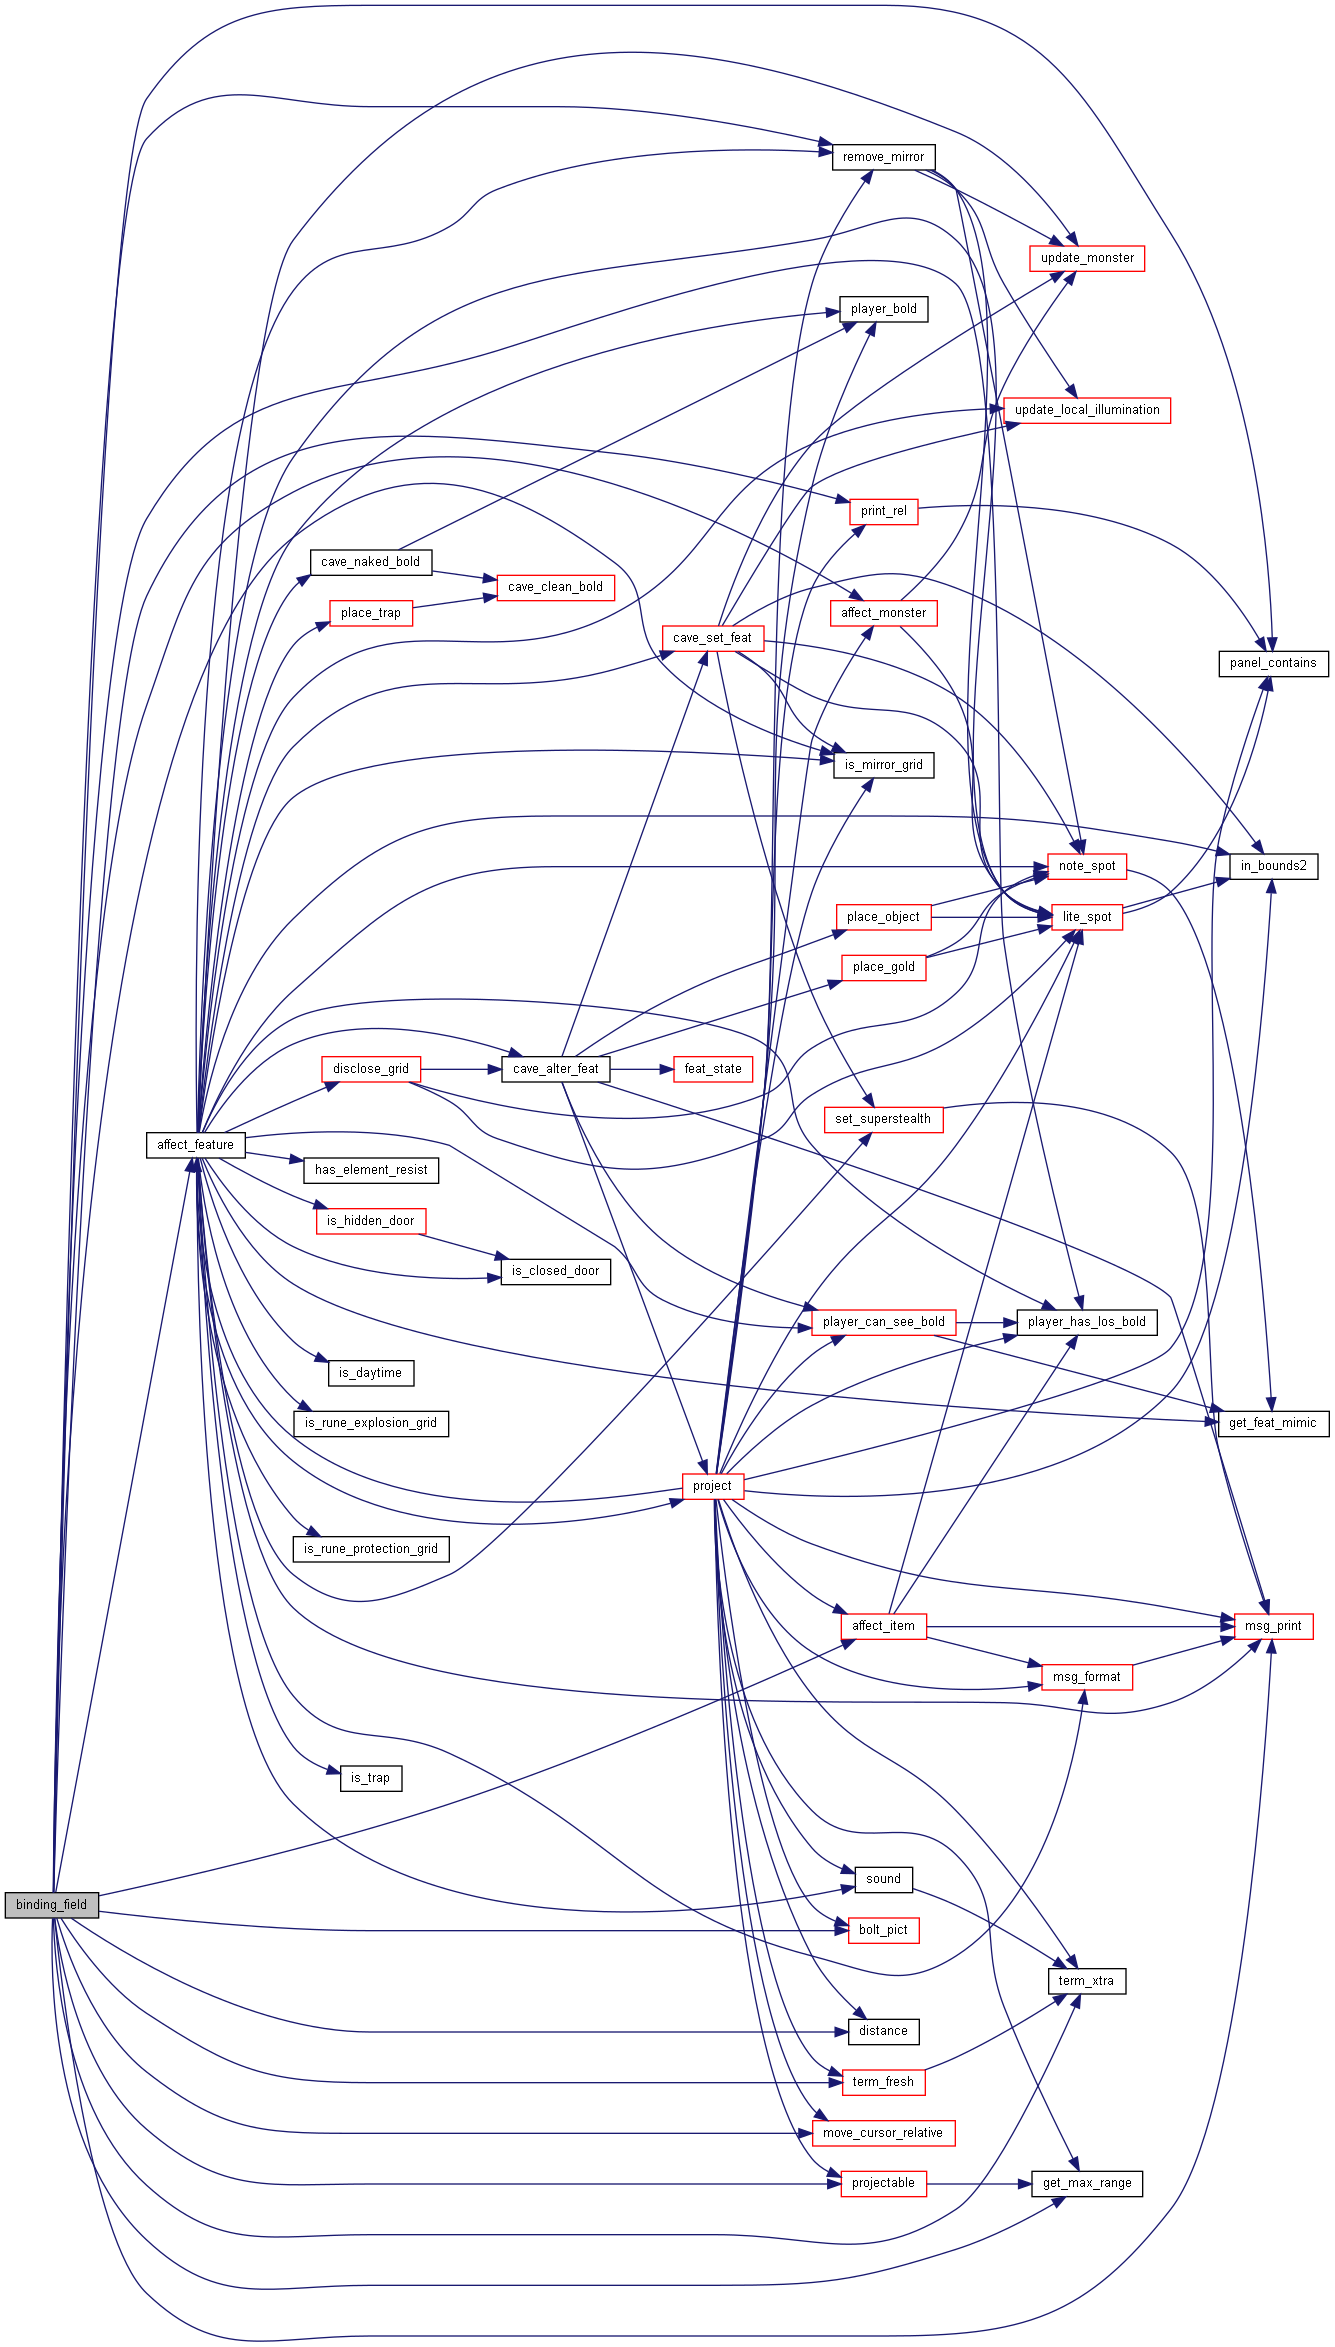 remove_mirror
update_monster
player_bold
update_local_illumination
print_rel
cave_naked_bold
cave_clean_bold
place_trap
affect_monster
cave_set_feat
panel_contains
is_mirror_grid
note_spot
in_bounds2
place_object
lite_spot
place_gold
disclose_grid
cave_alter_feat
feat_state
set_superstealth
affect_feature
has_element_resist
is_hidden_door
is_closed_door
player_can_see_bold
player_has_los_bold
is_daytime
is_rune_explosion_grid
get_feat_mimic
project
is_rune_protection_grid
affect_item
msg_print
msg_format
is_trap
sound
binding_field
bolt_pict
term_xtra
distance
term_fresh
move_cursor_relative
projectable
get_max_range